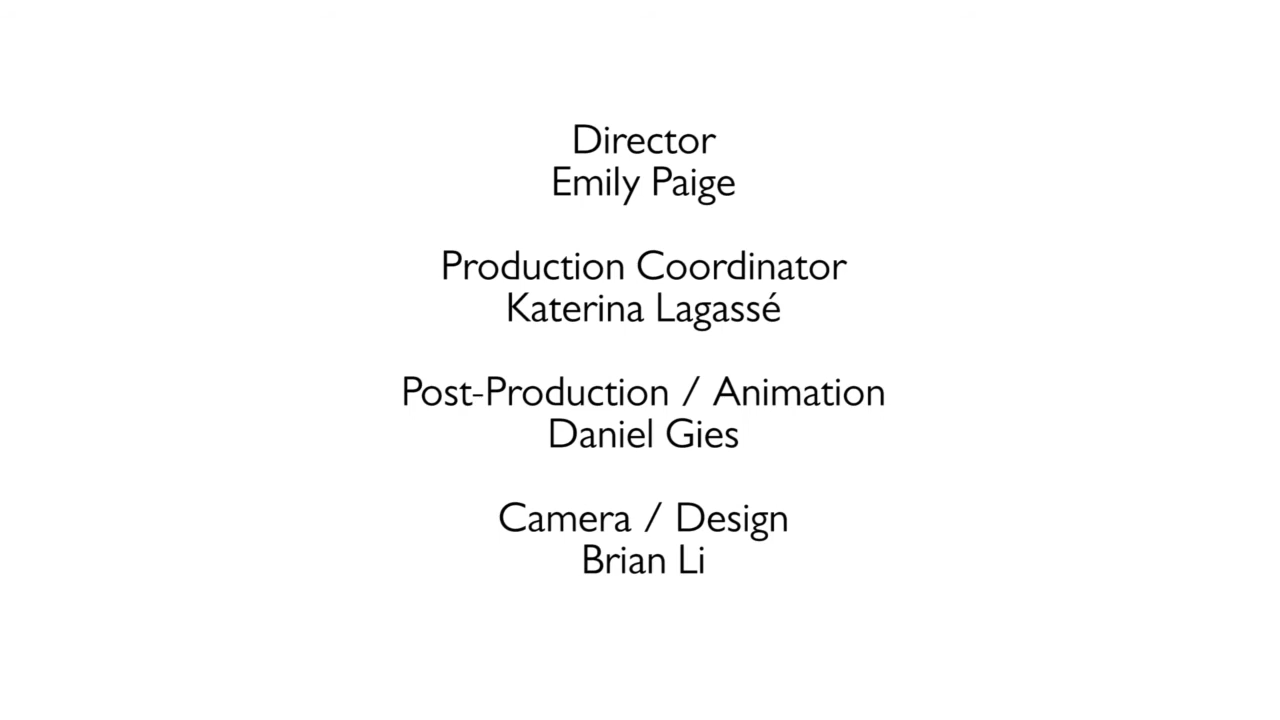 Director
Emily Paige
Production Coordinator
Katerina Lagassé
Post-Production / Animation
Daniel Gies
Camera / Design
Brian Li